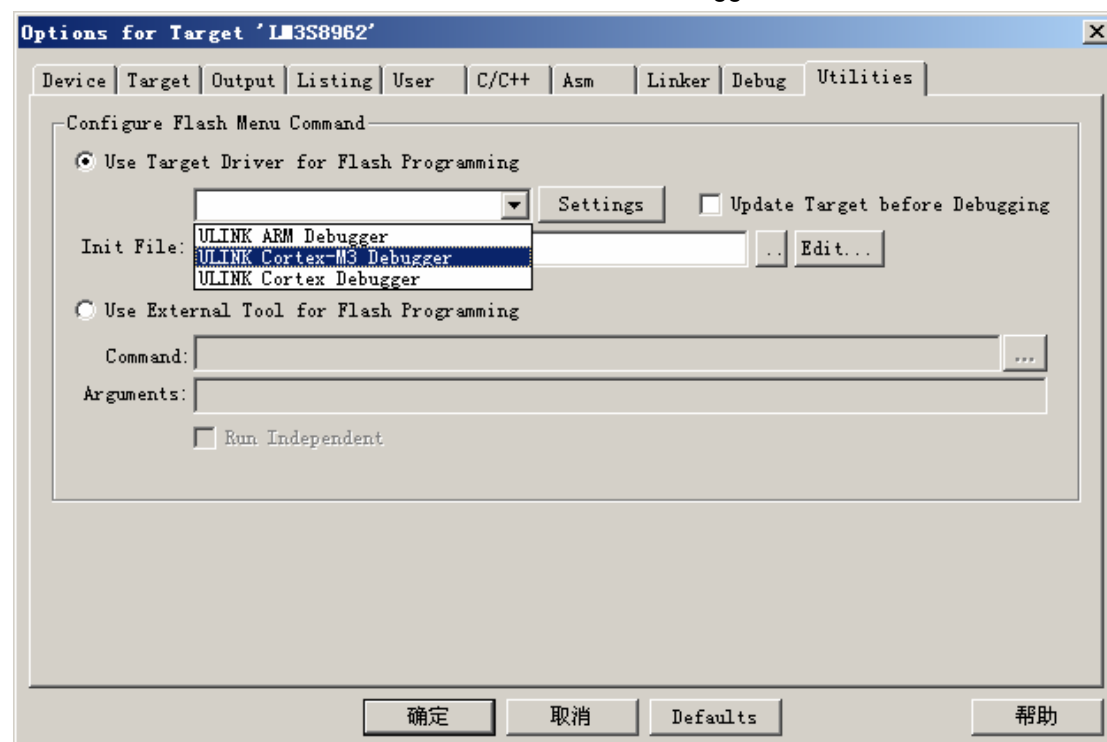 gg
Options for Target 'LM3S8962'
Device Target Output Listing User C/C++ Asm Linker Debug Utilities
Configure Flash Menu Command
Use Target Driver for Flash Programming
Settings Update Target before Debugging
ULINK ARM Debugger
Init File: ULINK Cortex-M3 Debugger .. Edit...
ULINK Cortex Debugger
Use External Tool for Flash Programming
Command: ...
Arguments:
Run Independent
确定 取消 Defaults 帮助